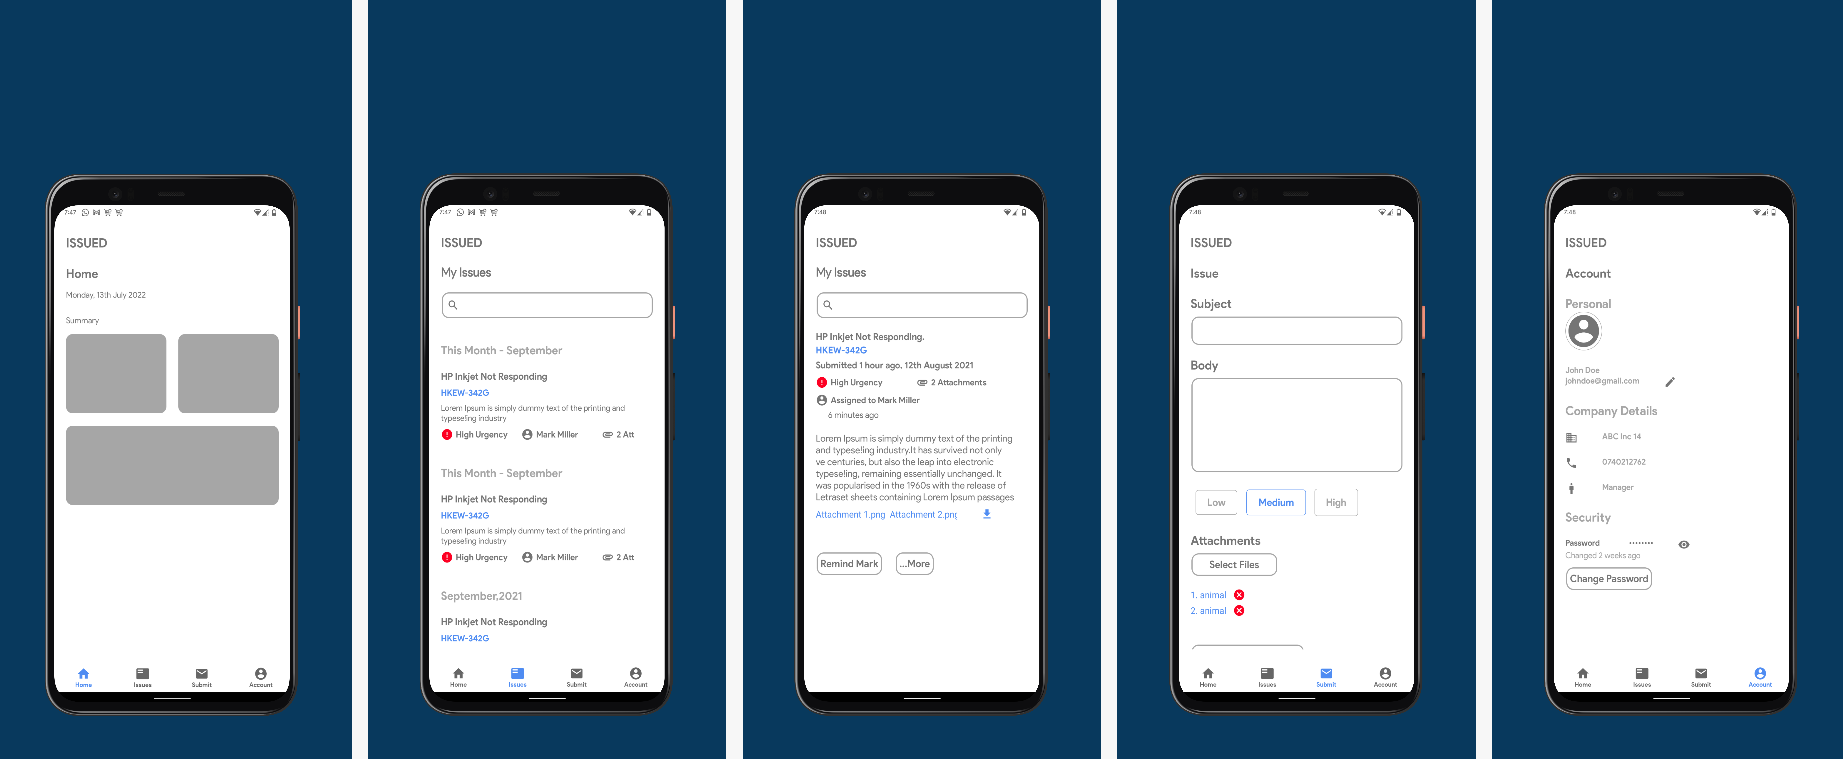 7:47
ISSUED
Home
Monday, 13th July 2022
Summary
Home Issues Submit Account
7:47
ISSUED
My Issues
This Month - September
HP Inkjet Not Responding
HKEW-342G
Lorem Ipsum is simply dummy text of the printing and
typeseting industry
High Urgency Mark Miller 2 Att
This Month - September
HP Inkjet Not Responding
HKEW-342G
Lorem Ipsum is simply dummy text of the printing and
typeseting industry
High Urgency Mark Miller 2 Att
September,2021
HP Inkjet Not Responding
HKEW-342G
Home Issues Submit Account
7:48
ISSUED
My Issues
HP Inkjet Not Responding.
HKEW-342G
Submitted 1 hour ago, 12th August 2021
High Urgency 2 Attachments
Assigned to Mark Miller
6 minutes ago
Lorem Ipsum is simply dummy text of the printing
and typeseting industry.It has survived not only
ve centuries, but also the leap into electronic
typeseting, remaining essentially unchanged. It
was popularised in the 1960s with the release of
Letraset sheets containing Lorem Ipsum passages
Attachment 1.png Attachment 2.png
Remind Mark ...More
7:48
ISSUED
Issue
Subject
Body
Low Medium High
Attachments
Select Files
1. animal
2. animal
Home Issues Submit Account
7:48
ISSUED
Account
Personal
John Doe
johndoe@gmail.com
Company Details
ABC Inc 14
0740212762
Manager
Security
Password ········
Changed 2 weeks ago
Change Password
Home Issues Submit Account